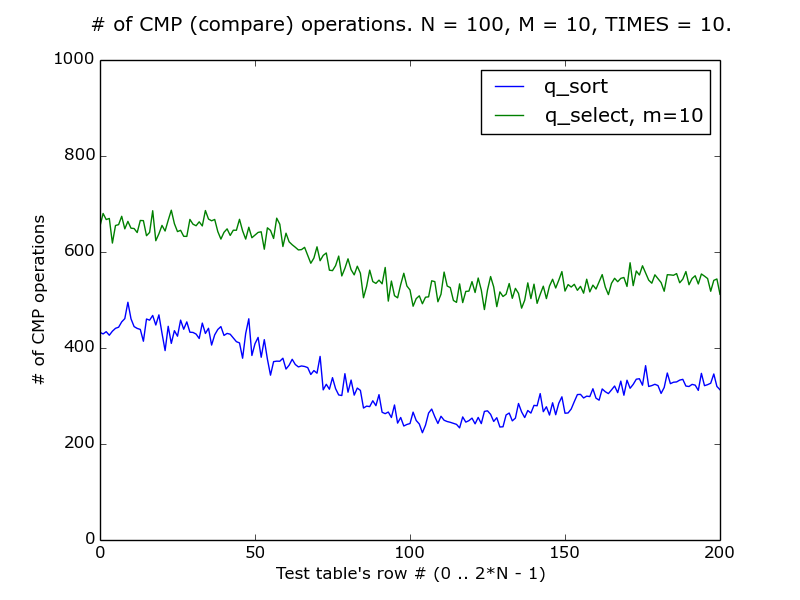 # of CMP (compare) operations. N = 100, M = 10, TIMES = 10.
1000
800
600
400
200
0
# of CMP operations
q_sort
q_select, m=10
0 50 100 150 200
Test table's row # (0 .. 2*N - 1)